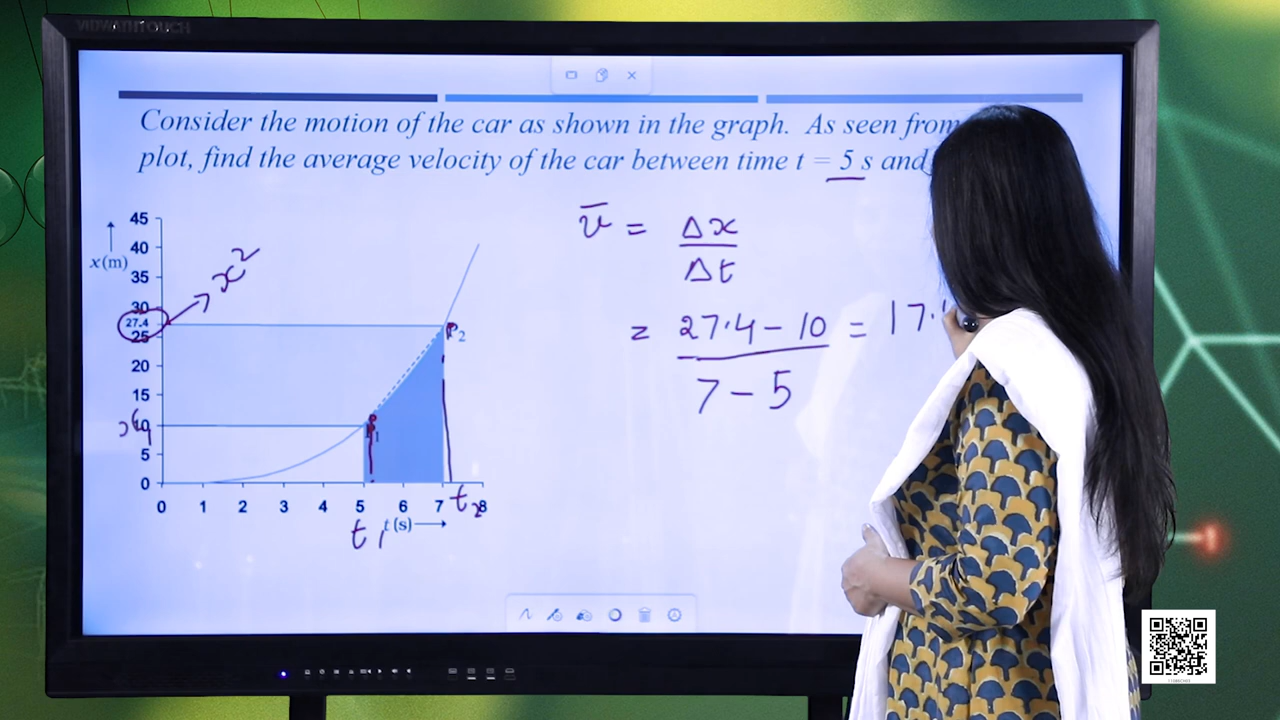 VIDWATHTOUCH
Consider the motion of the car as shown in the graph. As seen from
plot, find the average velocity of the car between time t = 5 s and
45
40
x(m)
35
30
27.4
25
20
15
10
5
0
x²
P₂
P₁
0 1 2 3 4 5 6 7 8
t (s)
t₁
t₂
v̄ = Δx
Δt
= 27.4 – 10 = 17.
7 – 5